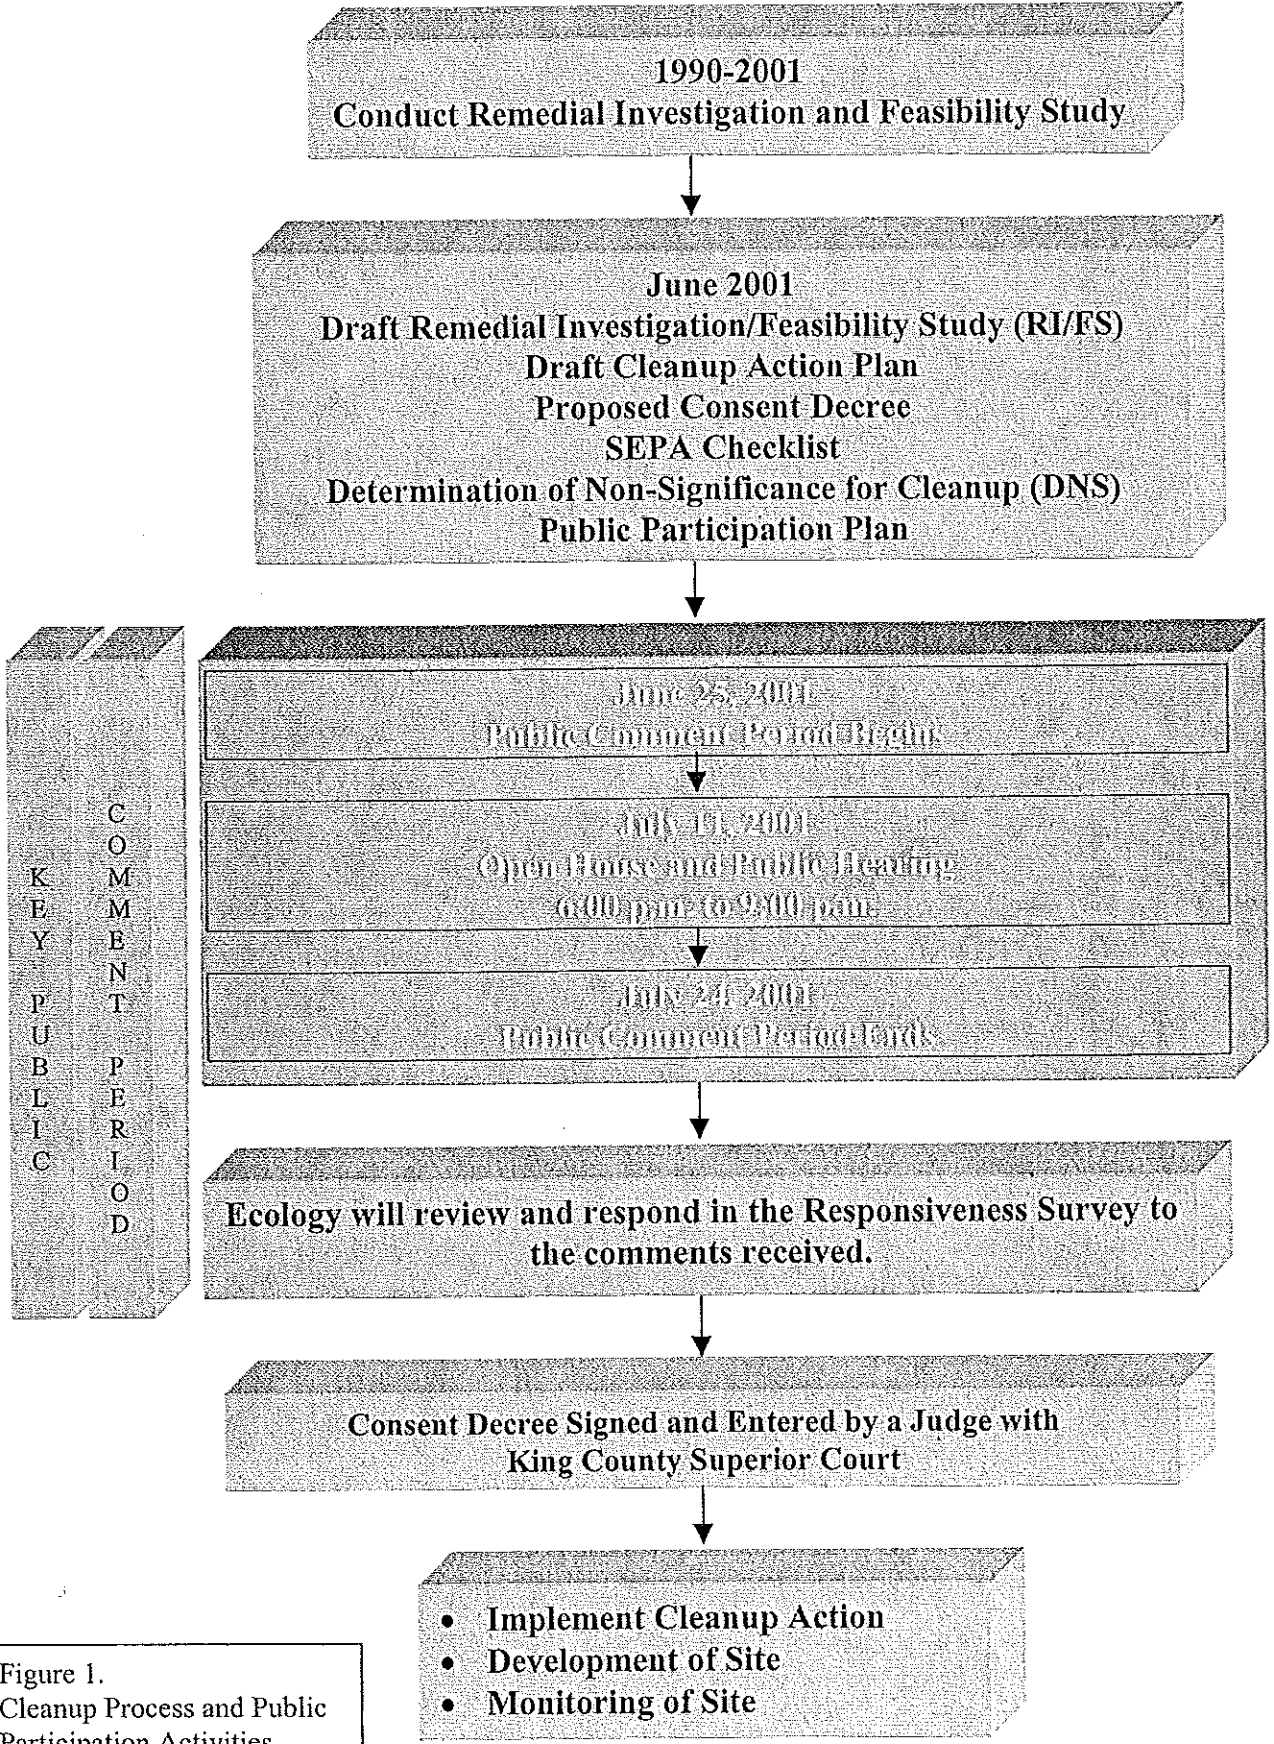 1990-2001
Conduct Remedial Investigation and Feasibility Study
June 2001
Draft Remedial Investigation/Feasibility Study (RI/FS)
Draft Cleanup Action Plan
Proposed Consent Decree
SEPA Checklist
Determination of Non-Significance for Cleanup (DNS)
Public Participation Plan
KEY PUBLIC
COMMENT PERIOD
June 25, 2001
Public Comment Period Begins
July 11, 2001
Open House and Public Hearing
6:00 p.m. to 9:00 p.m.
July 24, 2001
Public Comment Period Ends
Ecology will review and respond in the Responsiveness Survey to
the comments received.
Consent Decree Signed and Entered by a Judge with
King County Superior Court
• Implement Cleanup Action
• Development of Site
• Monitoring of Site
Figure 1.
Cleanup Process and Public
Participation Activities